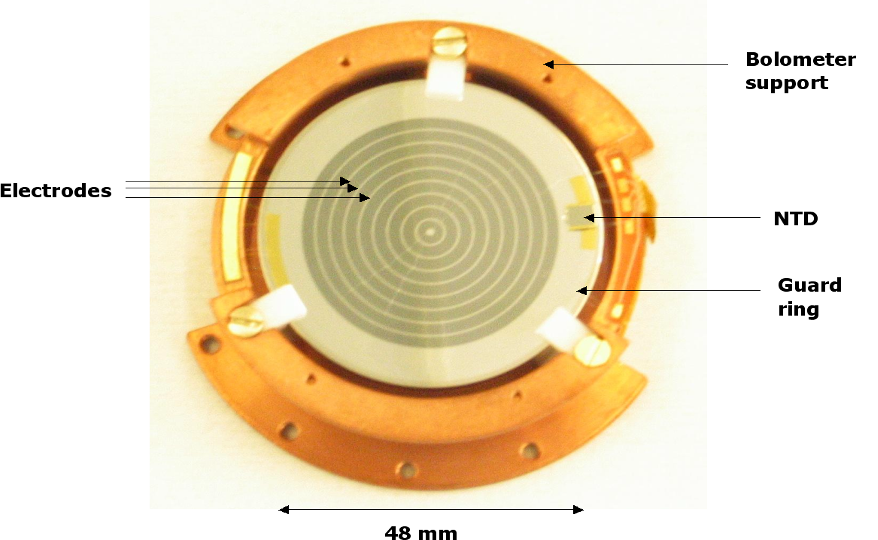 Bolometer
support
Electrodes
NTD
Guard
ring
48 mm